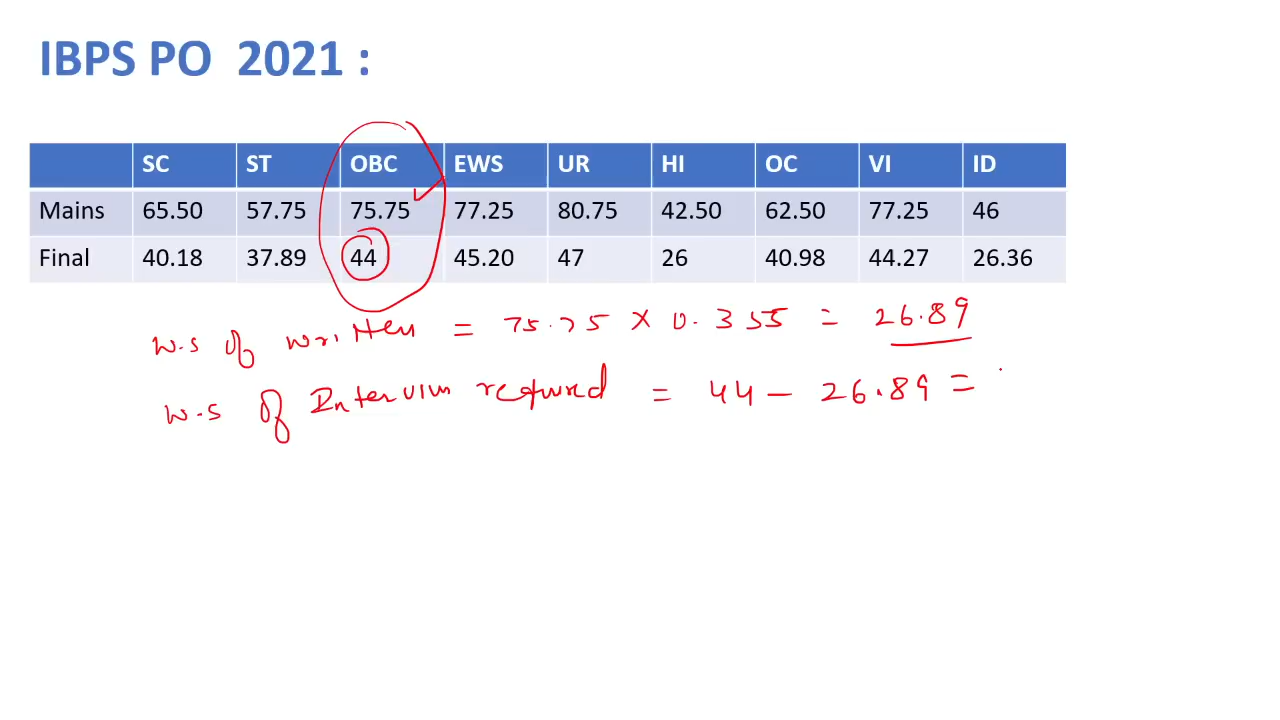 IBPS PO 2021 :
SC ST OBC EWS UR HI OC VI ID
Mains 65.50 57.75 75.75 77.25 80.75 42.50 62.50 77.25 46
Final 40.18 37.89 44 45.20 47 26 40.98 44.27 26.36
W.S of written = 75.75 X 0.355 = 26.89
W.S of Interview required = 44 - 26.89 =